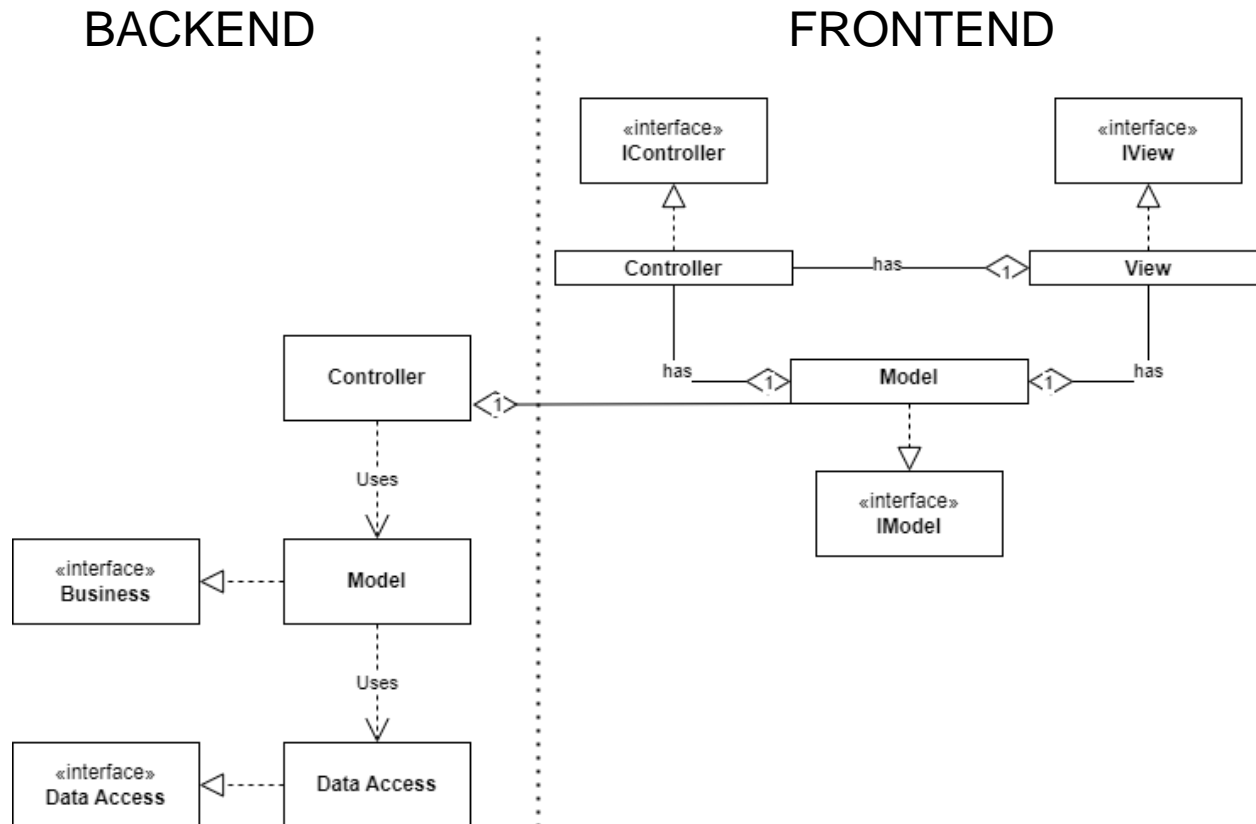 BACKEND
FRONTEND
«interface»
IController
«interface»
IView
Controller
has
1
View
Controller
1
has
1
Model
1
has
Uses
«interface»
IModel
«interface»
Business
Model
Uses
«interface»
Data Access
Data Access